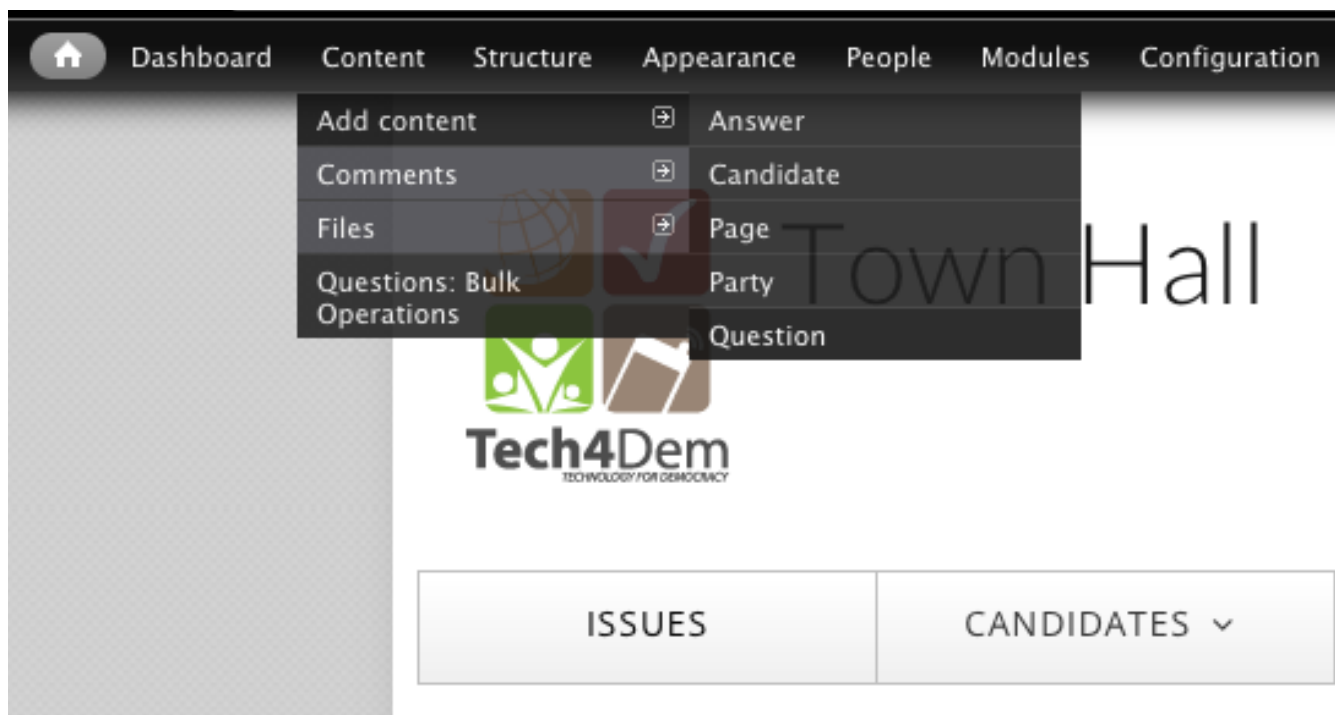 Dashboard Content Structure Appearance People Modules Configuration
Add content
Comments
Files
Questions: Bulk
Operations
Answer
Candidate
Page
Party
Question
Town Hall
Tech4Dem
TECHNOLOGY FOR DEMOCRACY
ISSUES CANDIDATES